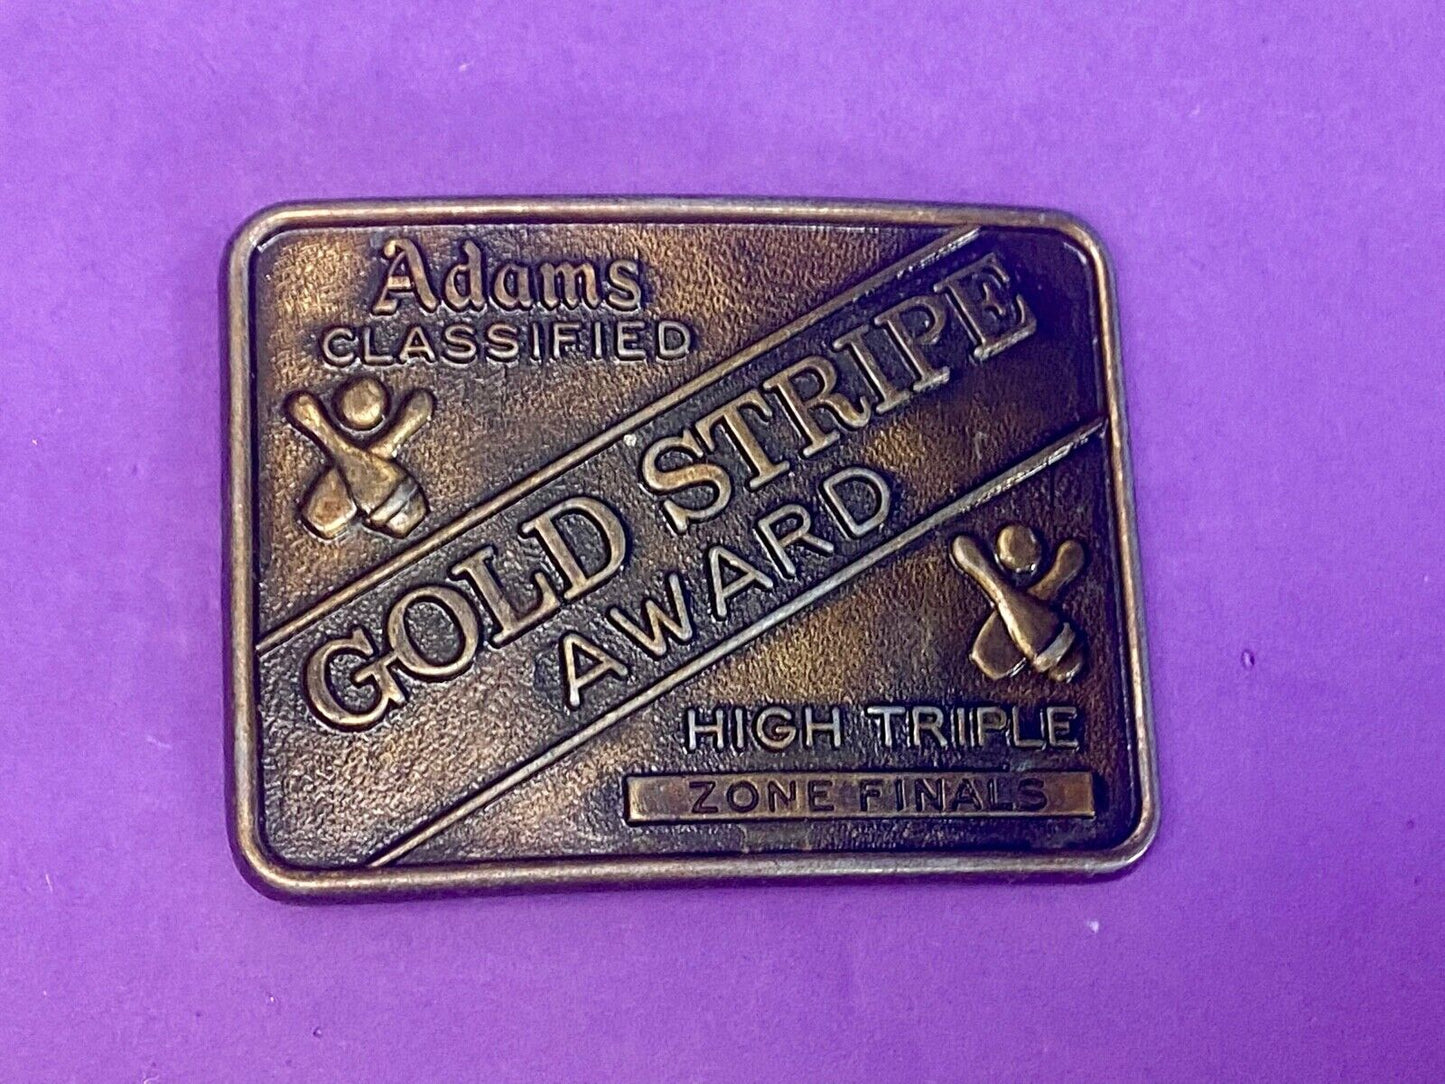 Adams
CLASSIFIED
GOLD STRIPE
AWARD
HIGH TRIPLE
ZONE FINALS